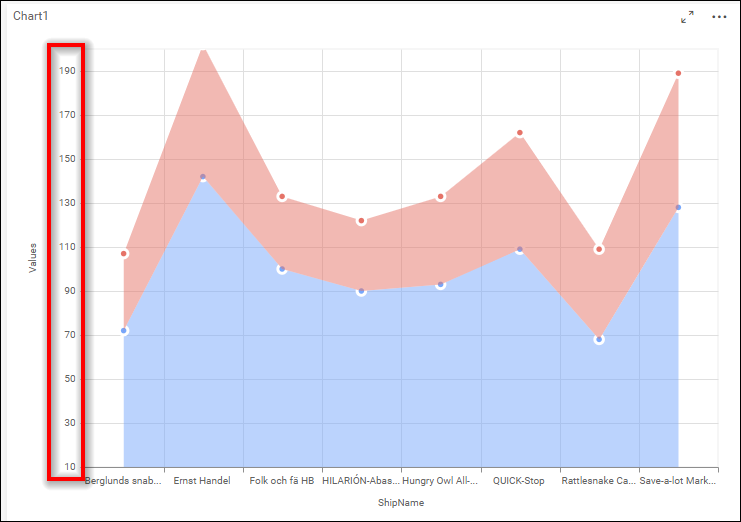 Chart1
190
170
150
130
110
90
70
50
30
10
Values
Berglunds snab... Ernst Handel Folk och fä HB HILARIÓN-Abas... Hungry Owl All-... QUICK-Stop Rattlesnake Ca... Save-a-lot Mark...
ShipName